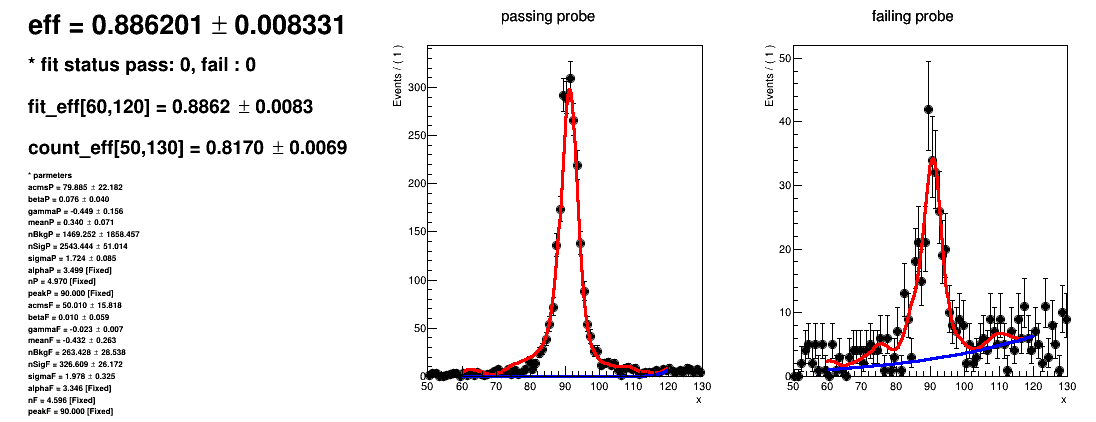 eff = 0.886201 ± 0.008331
* fit status pass: 0, fail : 0
fit_eff[60,120] = 0.8862 ± 0.0083
count_eff[50,130] = 0.8170 ± 0.0069
* parmeters
acmsP = 79.885 ± 22.182
betaP = 0.076 ± 0.040
gammaP = -0.449 ± 0.156
meanP = 0.340 ± 0.071
nBkgP = 1469.252 ± 1858.457
nSigP = 2543.444 ± 51.014
sigmaP = 1.724 ± 0.085
alphaP = 3.499 [Fixed]
nP = 4.970 [Fixed]
peakP = 90.000 [Fixed]
acmsF = 50.010 ± 15.818
betaF = 0.010 ± 0.059
gammaF = -0.023 ± 0.007
meanF = -0.432 ± 0.263
nBkgF = 263.428 ± 28.538
nSigF = 326.609 ± 26.172
sigmaF = 1.978 ± 0.325
alphaF = 3.346 [Fixed]
nF = 4.596 [Fixed]
peakF = 90.000 [Fixed]
passing probe
Events / ( 1 )
300
250
200
150
100
50
0
50 60 70 80 90 100 110 120 130
x
failing probe
Events / ( 1 )
50
40
30
20
10
0
50 60 70 80 90 100 110 120 130
x